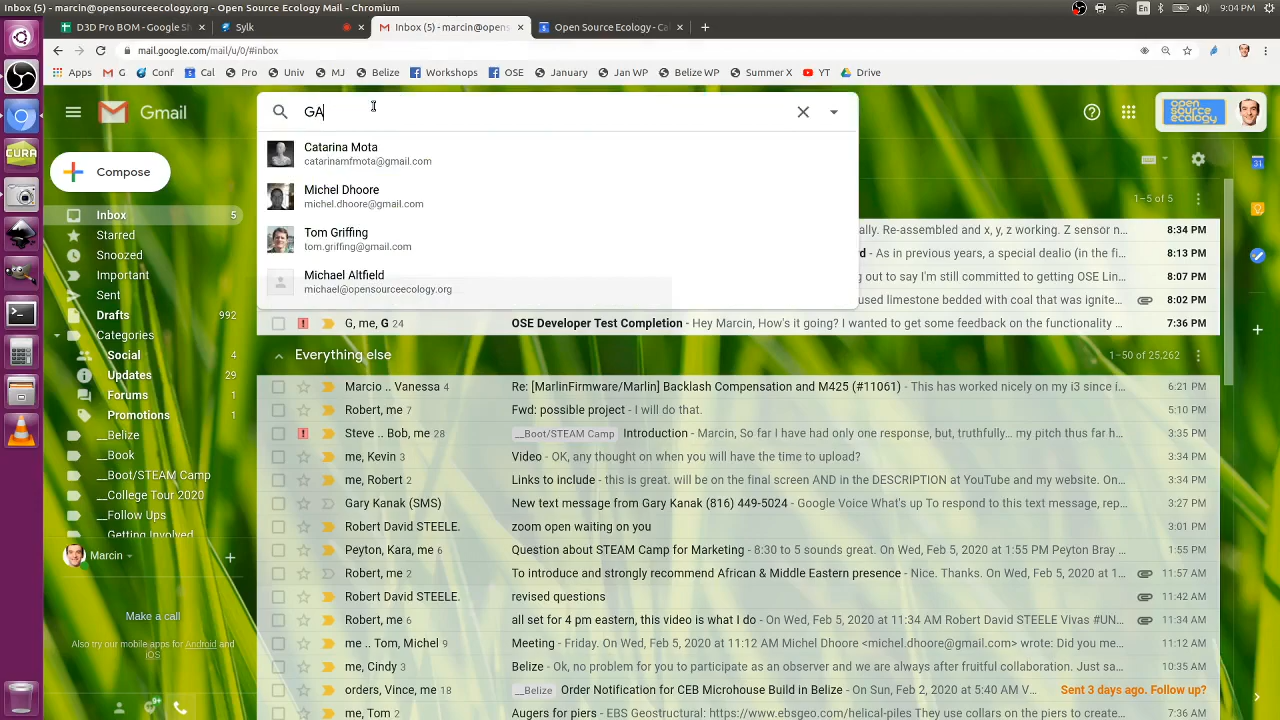 Inbox (5) - marcin@opensourceecology.org - Open Source Ecology Mail - Chromium
En
9:04 PM
D3D Pro BOM - Google Sh
Sylk
Inbox (5) - marcin@opens
Open Source Ecology - Ca
mail.google.com/mail/u/0/#inbox
Apps
G
Conf
Cal
Pro
Univ
MJ
Belize
Workshops
OSE
January
Jan WP
Belize WP
Summer X
YT
Drive
Gmail
GA
open source ecology
Compose
Catarina Mota
catarinamfmota@gmail.com
Michel Dhoore
michel.dhoore@gmail.com
Tom Griffing
tom.griffing@gmail.com
Michael Altfield
michael@opensourceecology.org
Inbox 5
Starred
Snoozed
Important
Sent
Drafts 992
Categories
Social 4
Updates 29
Forums 1
Promotions 1
__Belize
__Book
__Boot/STEAM Camp
__College Tour 2020
__Follow Ups
__Getting Involved
Marcin
Make a call
Also try our mobile apps for Android and
iOS
1–5 of 5
ally. Re-assembled and x, y, z working. Z sensor n… 8:34 PM
rd - As in previous years, a special dealio (in the fi… 8:13 PM
g out to say I'm still committed to getting OSE Lin… 8:07 PM
used limestone bedded with coal that was ignite… 8:02 PM
G, me, G 24 OSE Developer Test Completion - Hey Marcin, How's it going? I wanted to get some feedback on the functionality … 7:36 PM
Everything else 1–50 of 25,262
Marcio .. Vanessa 4 Re: [MarlinFirmware/Marlin] Backlash Compensation and M425 (#11061) - This has worked nicely on my i3 since i… 6:21 PM
Robert, me 7 Fwd: possible project - I will do that. 5:10 PM
Steve .. Bob, me 28 __Boot/STEAM Camp Introduction - Marcin, So far I have had only one response, but, truthfully… my pitch thus far h… 3:35 PM
me, Kevin 3 Video - OK, any thought on when you will have the time to upload? 3:34 PM
me, Robert 2 Links to include - this is great. will be on the final screen AND in the DESCRIPTION at YouTube and my website. On… 3:34 PM
Gary Kanak (SMS) New text message from Gary Kanak (816) 449-5024 - Google Voice What's up To respond to this text message, rep… 3:27 PM
Robert David STEELE. zoom open waiting on you 3:01 PM
Peyton, Kara, me 6 Question about STEAM Camp for Marketing - 8:30 to 5 sounds great. On Wed, Feb 5, 2020 at 1:55 PM Peyton Bray … 1:55 PM
Robert, me 2 To introduce and strongly recommend African & Middle Eastern presence - Nice. Thanks. On Wed, Feb 5, 2020 at 1… 11:57 AM
Robert David STEELE. revised questions 11:42 AM
Robert, me 6 all set for 4 pm eastern, this video is what I do - On Wed, Feb 5, 2020 at 11:34 AM Robert David STEELE Vivas #UN… 11:34 AM
me .. Tom, Michel 9 Meeting - Friday. On Wed, Feb 5, 2020 at 11:12 AM Michel Dhoore <michel.dhoore@gmail.com> wrote: Did you me… 11:12 AM
me, Cindy 3 Belize - Ok, no problem for you to participate as an observer and we are always after fruitful collaboration. Just sa… 10:35 AM
orders, Vince, me 18 __Belize Order Notification for CEB Microhouse Build in Belize - On Sun, Feb 2, 2020 at 5:40 AM V… Sent 3 days ago. Follow up?
me, Tom 2 Augers for piers - EBS Geostructural: https://www.ebsgeo.com/helical-piles They use collars on the piers to create… 7:36 AM